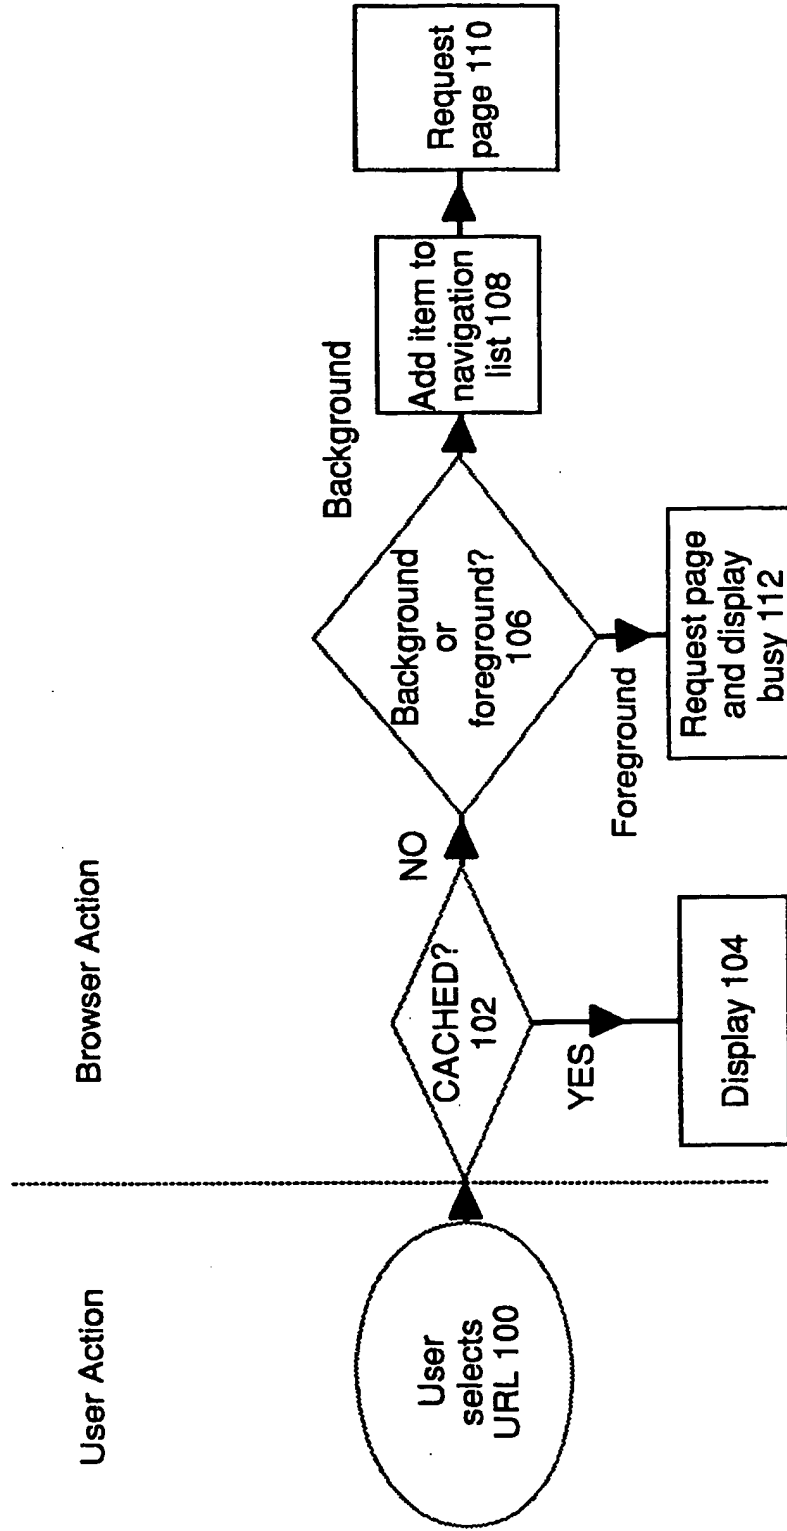 User Action
Browser Action
User
selects
URL 100
CACHED?
102
YES
Display 104
NO
Background
or
foreground?
106
Foreground
Request page
and display
busy 112
Background
Add item to
navigation
list 108
Request
page 110